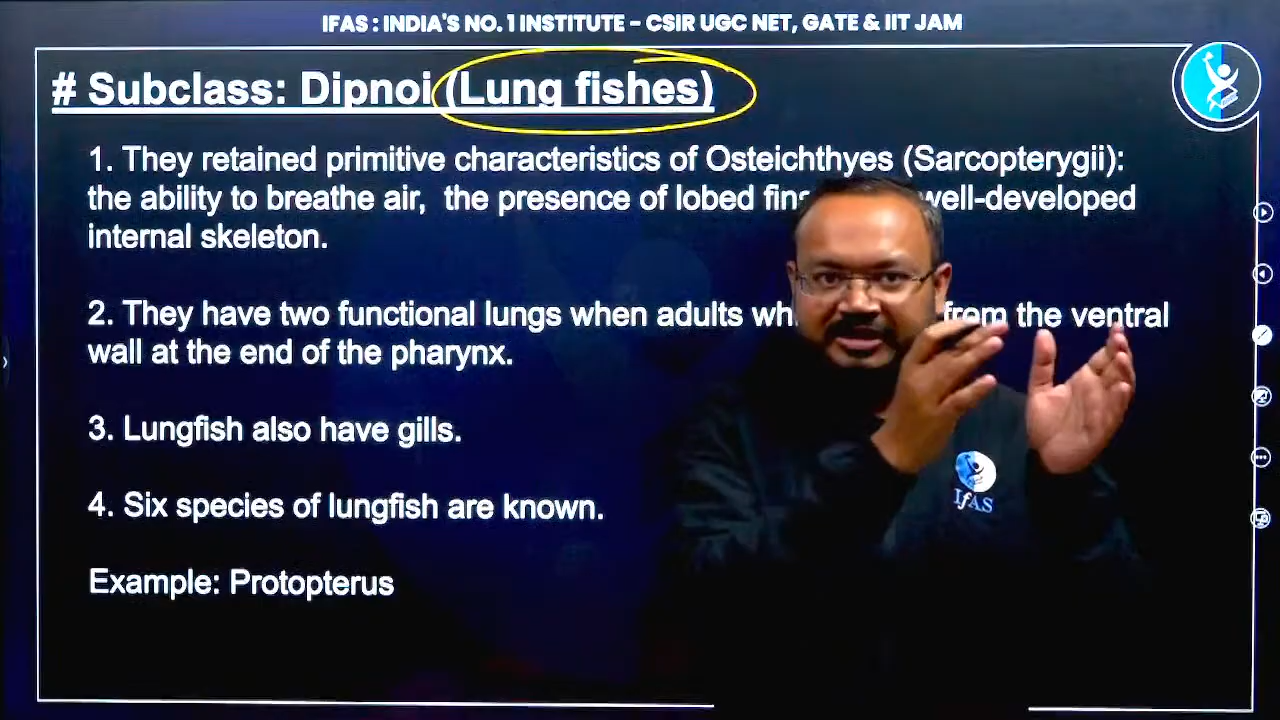 IFAS : INDIA'S NO. 1 INSTITUTE – CSIR UGC NET, GATE & IIT JAM
# Subclass: Dipnoi (Lung fishes)
1. They retained primitive characteristics of Osteichthyes (Sarcopterygii):
the ability to breathe air, the presence of lobed well-developed
internal skeleton.
2. They have two functional lungs when adults from the ventral
wall at the end of the pharynx.
3. Lungfish also have gills.
4. Six species of lungfish are known.
Example: Protopterus
IFAS